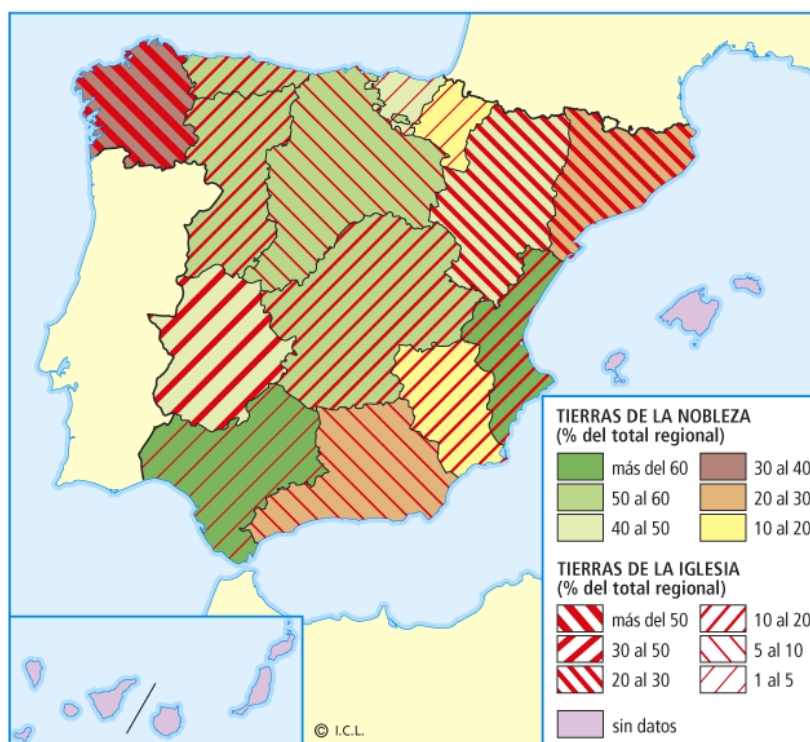 TIERRAS DE LA NOBLEZA
(% del total regional)
más del 60
30 al 40
50 al 60
20 al 30
40 al 50
10 al 20
TIERRAS DE LA IGLESIA
(% del total regional)
más del 50
10 al 20
30 al 50
5 al 10
20 al 30
1 al 5
sin datos
© I.C.L.